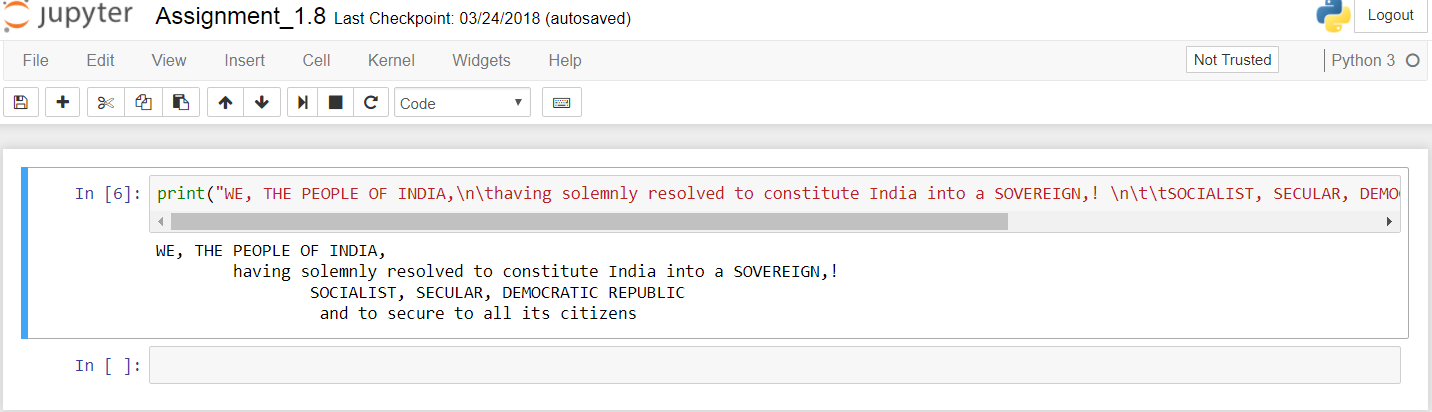 jupyter Assignment_1.8 Last Checkpoint: 03/24/2018 (autosaved) Logout
File Edit View Insert Cell Kernel Widgets Help Not Trusted Python 3
Code
In [6]: print("WE, THE PEOPLE OF INDIA,\n\thaving solemnly resolved to constitute India into a SOVEREIGN,! \n\t\tSOCIALIST, SECULAR, DEMO
WE, THE PEOPLE OF INDIA,
having solemnly resolved to constitute India into a SOVEREIGN,!
SOCIALIST, SECULAR, DEMOCRATIC REPUBLIC
and to secure to all its citizens
In [ ]: